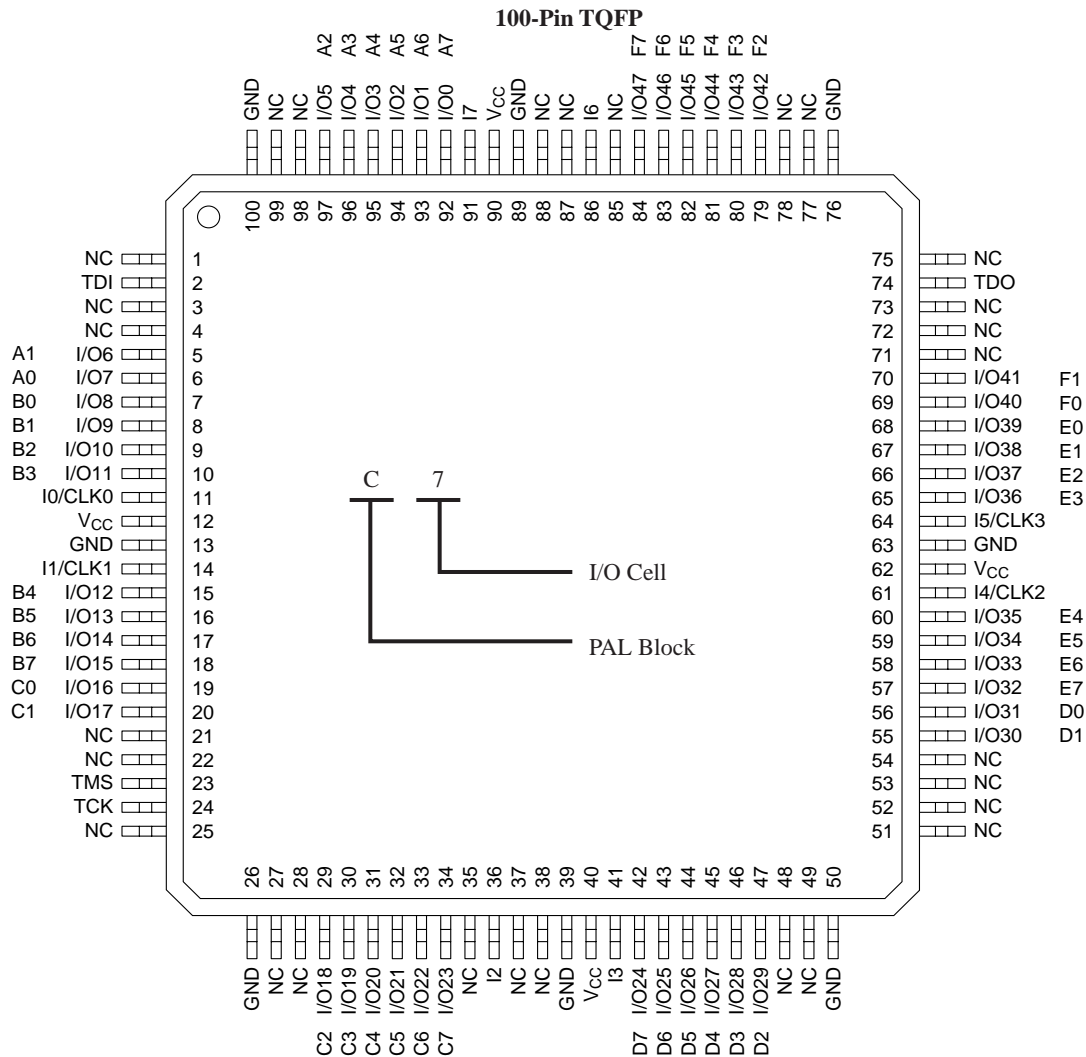 100-Pin TQFP
A2 A3 A4 A5 A6 A7 F7 F6 F5 F4 F3 F2
GND NC NC I/O5 I/O4 I/O3 I/O2 I/O1 I/O0 I7 VCC GND NC NC I6 NC I/O47 I/O46 I/O45 I/O44 I/O43 I/O42 NC NC GND
100 99 98 97 96 95 94 93 92 91 90 89 88 87 86 85 84 83 82 81 80 79 78 77 76
NC 1 75 NC
TDI 2 74 TDO
NC 3 73 NC
NC 4 72 NC
A1 I/O6 5 71 NC
A0 I/O7 6 70 I/O41 F1
B0 I/O8 7 69 I/O40 F0
B1 I/O9 8 68 I/O39 E0
B2 I/O10 9 67 I/O38 E1
B3 I/O11 10 C 7 66 I/O37 E2
I0/CLK0 11 65 I/O36 E3
VCC 12 64 I5/CLK3
GND 13 63 GND
I1/CLK1 14 I/O Cell 62 VCC
B4 I/O12 15 61 I4/CLK2
B5 I/O13 16 60 I/O35 E4
B6 I/O14 17 PAL Block 59 I/O34 E5
B7 I/O15 18 58 I/O33 E6
C0 I/O16 19 57 I/O32 E7
C1 I/O17 20 56 I/O31 D0
NC 21 55 I/O30 D1
NC 22 54 NC
TMS 23 53 NC
TCK 24 52 NC
NC 25 51 NC
26 27 28 29 30 31 32 33 34 35 36 37 38 39 40 41 42 43 44 45 46 47 48 49 50
GND NC NC I/O18 I/O19 I/O20 I/O21 I/O22 I/O23 NC I2 NC NC GND VCC I3 I/O24 I/O25 I/O26 I/O27 I/O28 I/O29 NC NC GND
C2 C3 C4 C5 C6 C7 D7 D6 D5 D4 D3 D2